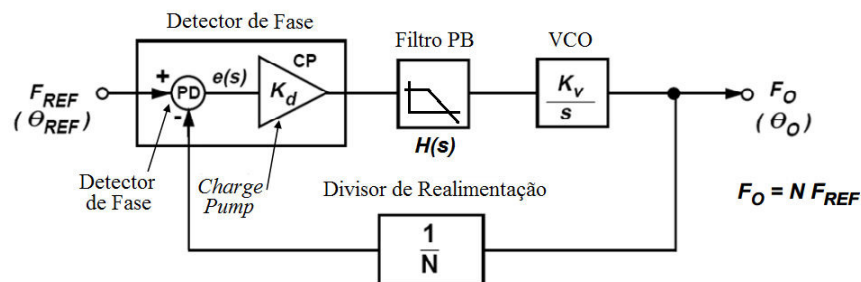 Detector de Fase
Filtro PB
VCO
CP
e(s)
+
PD
-
K_d
F_REF
(θ_REF)
K_v
s
F_O
(θ_O)
H(s)
Detector
de Fase
Charge
Pump
Divisor de Realimentação
F_O = N F_REF
1
N